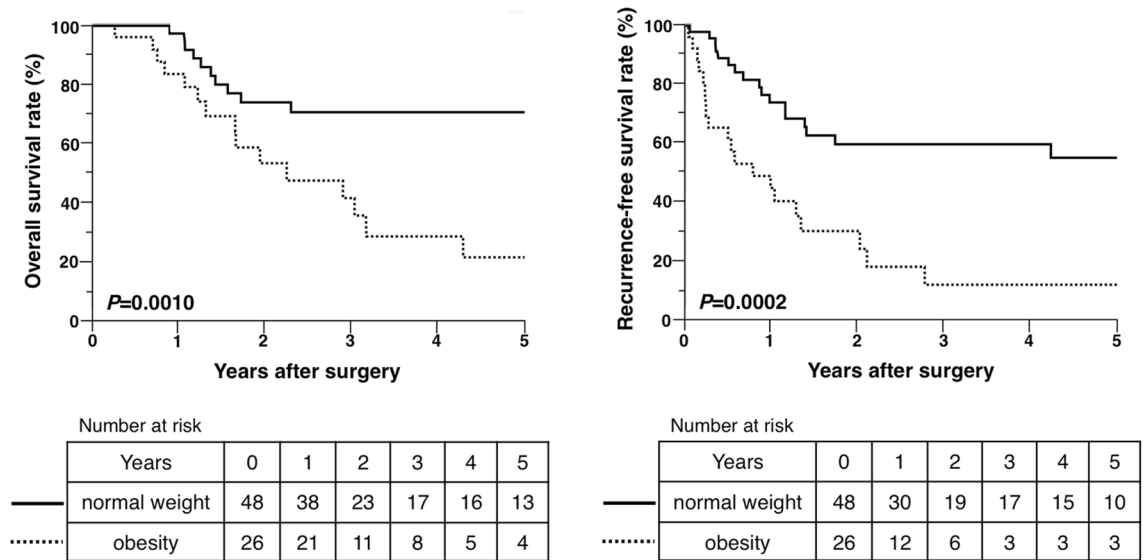 Overall survival rate (%)
100
80
60
40
20
0
P=0.0010
0 1 2 3 4 5
Years after surgery
Number at risk
Years 0 1 2 3 4 5
normal weight 48 38 23 17 16 13
obesity 26 21 11 8 5 4
Recurrence-free survival rate (%)
100
80
60
40
20
0
P=0.0002
0 1 2 3 4 5
Years after surgery
Number at risk
Years 0 1 2 3 4 5
normal weight 48 30 19 17 15 10
obesity 26 12 6 3 3 3